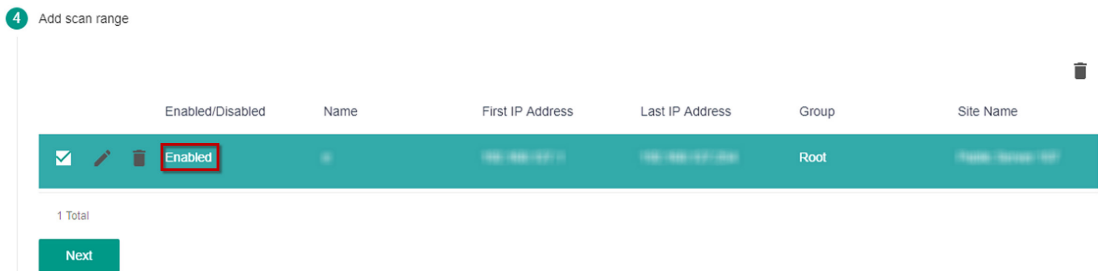 4 Add scan range
Enabled/Disabled Name First IP Address Last IP Address Group Site Name
Enabled Root
1 Total
Next